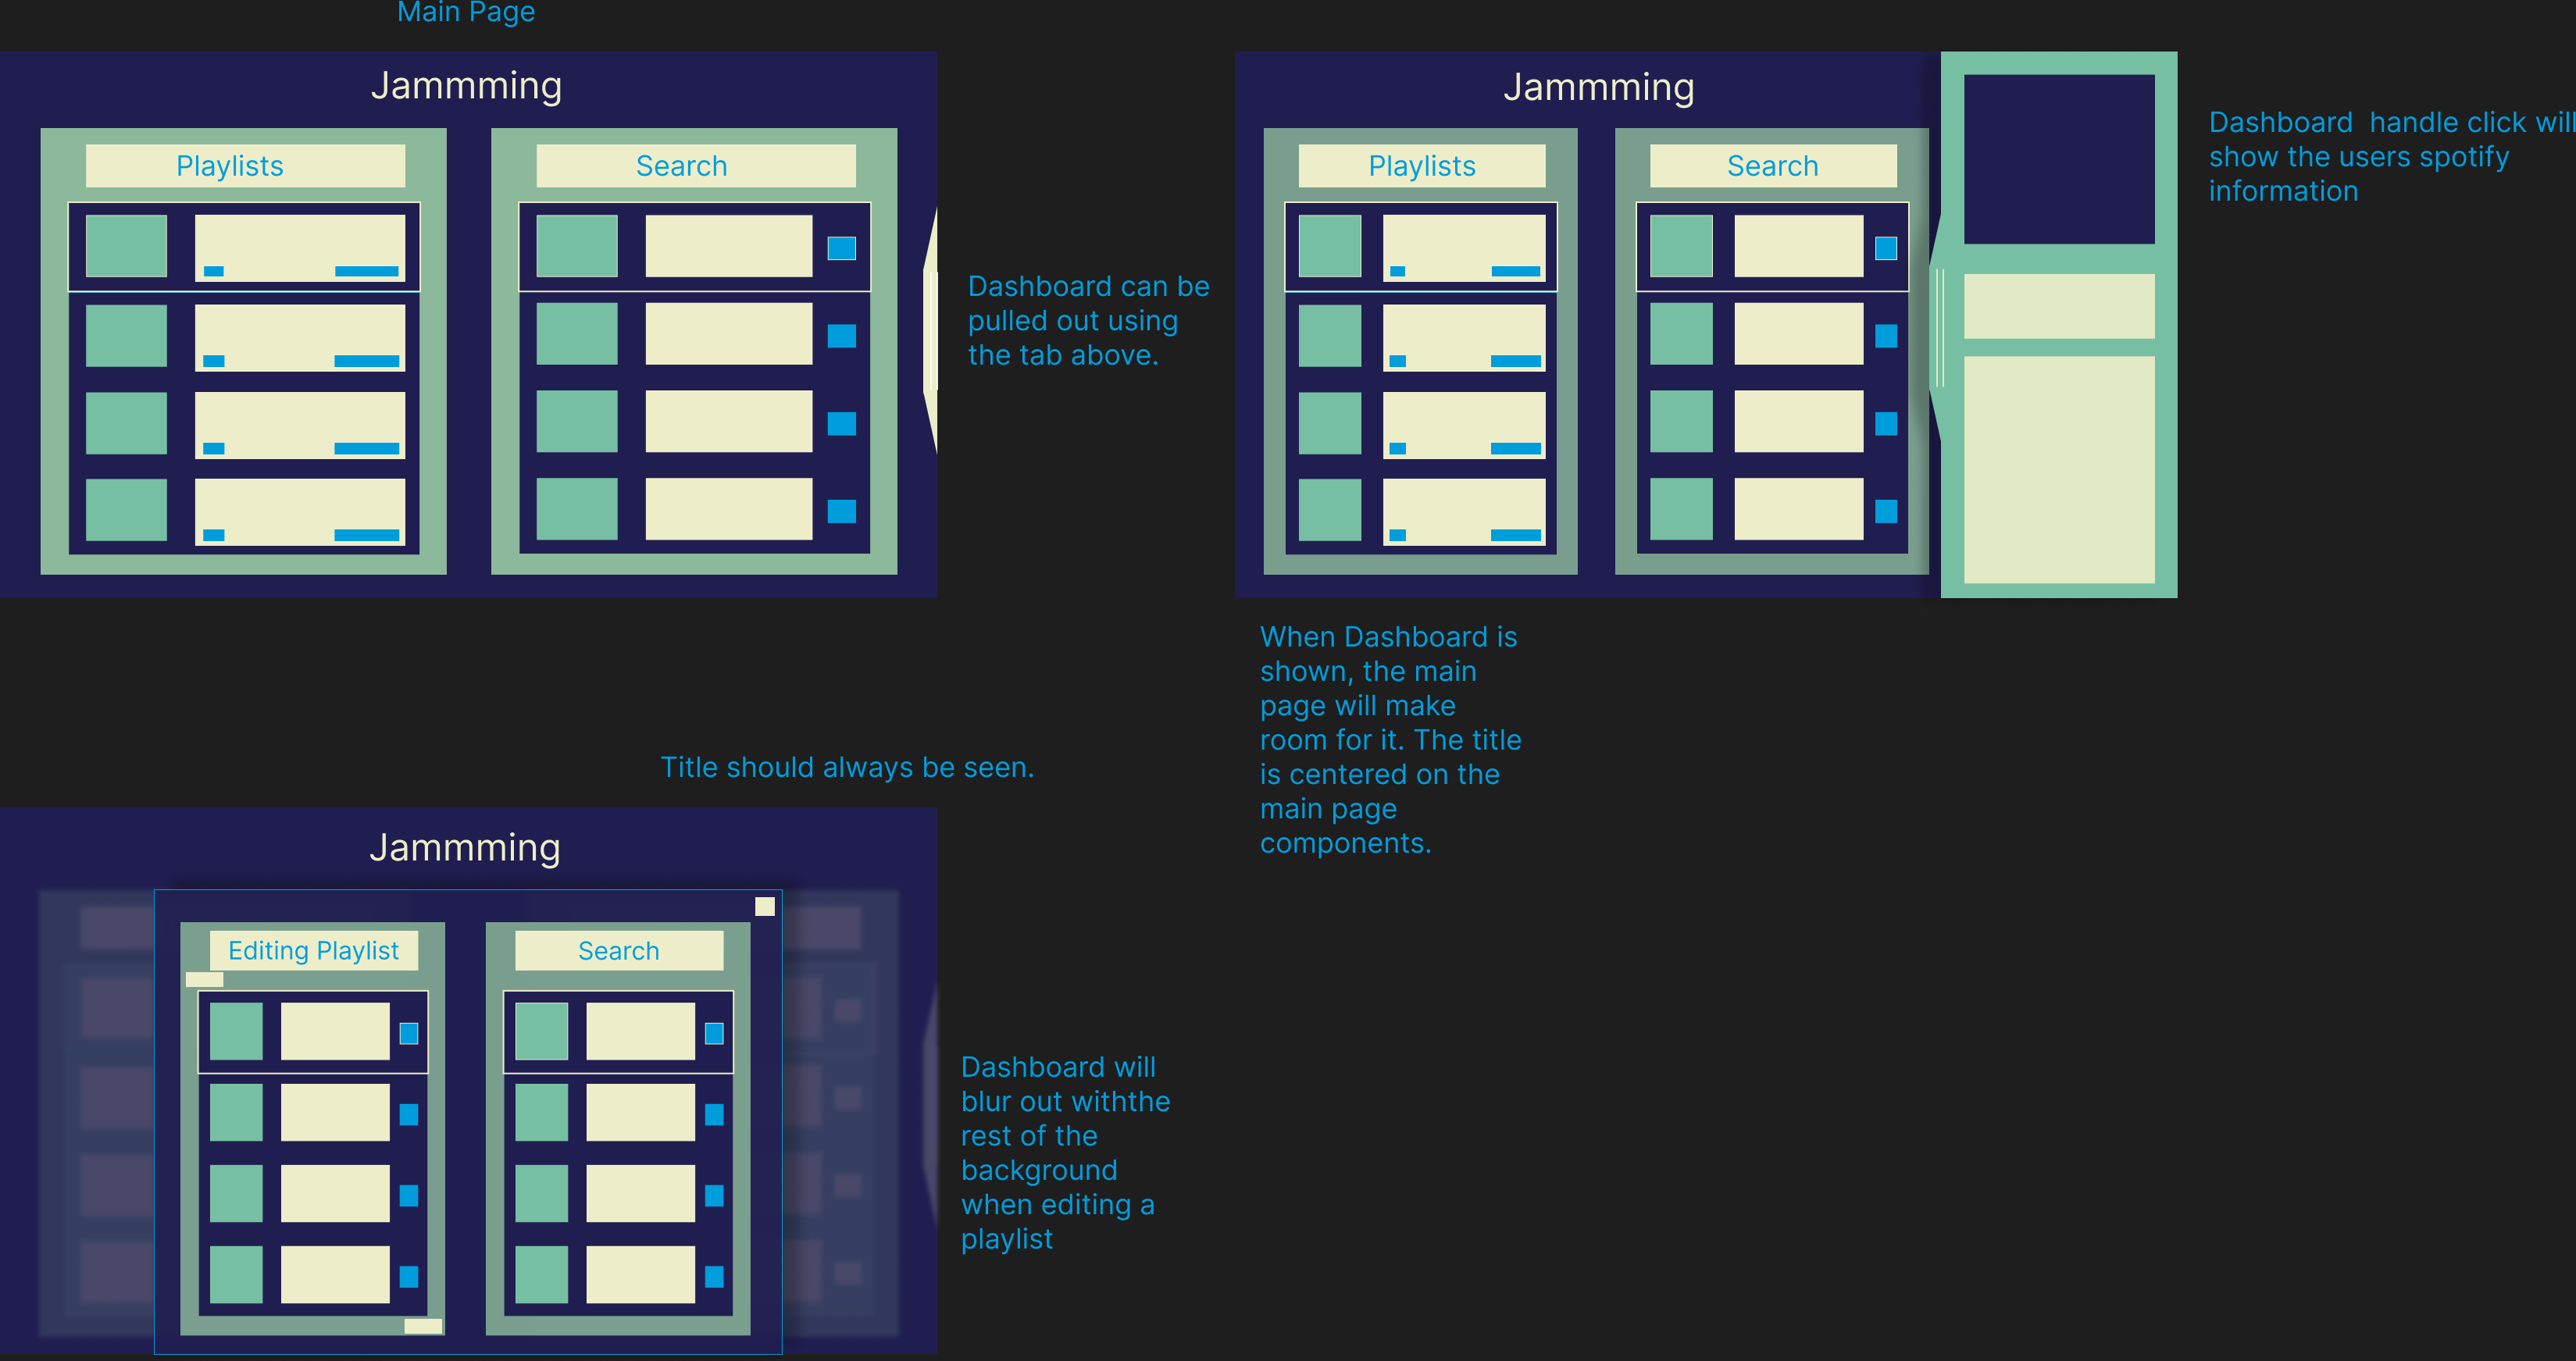 Main Page
Jammming
Playlists
Search
Dashboard can be
pulled out using
the tab above.
Jammming
Playlists
Search
Dashboard  handle click will
show the users spotify
information
When Dashboard is
shown, the main
page will make
room for it. The title
is centered on the
main page
components.
Title should always be seen.
Jammming
Editing Playlist
Search
Dashboard will
blur out withthe
rest of the
background
when editing a
playlist